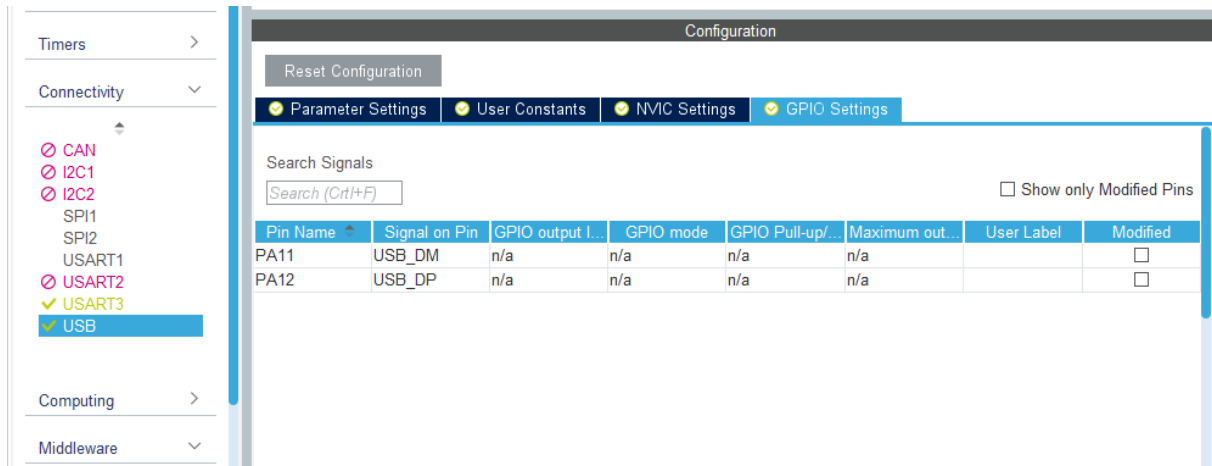 Timers
Connectivity
CAN
I2C1
I2C2
SPI1
SPI2
USART1
USART2
USART3
USB
Computing
Middleware
Configuration
Reset Configuration
Parameter Settings User Constants NVIC Settings GPIO Settings
Search Signals
Search (CrtI+F)
Show only Modified Pins
Pin Name Signal on Pin GPIO output l... GPIO mode GPIO Pull-up/... Maximum out... User Label Modified
PA11 USB_DM n/a n/a n/a n/a
PA12 USB_DP n/a n/a n/a n/a